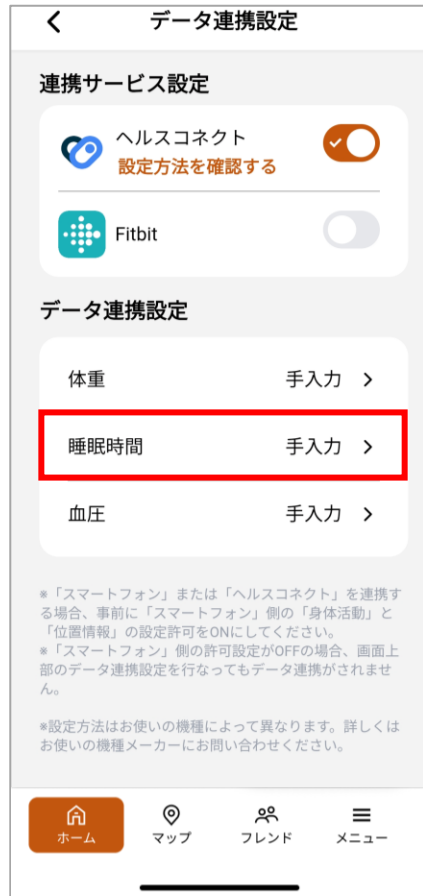 データ連携設定
連携サービス設定
ヘルスコネクト
設定方法を確認する
Fitbit
データ連携設定
体重 手入力
睡眠時間 手入力
血圧 手入力
※「スマートフォン」または「ヘルスコネクト」を連携す
る場合、事前に「スマートフォン」側の「身体活動」と
「位置情報」の設定許可をONにしてください。
※「スマートフォン」側の許可設定がOFFの場合、画面上
部のデータ連携設定を行なってもデータ連携がされませ
ん。
※設定方法はお使いの機種によって異なります。詳しくは
お使いの機種メーカーにお問い合わせください。
ホーム マップ フレンド メニュー